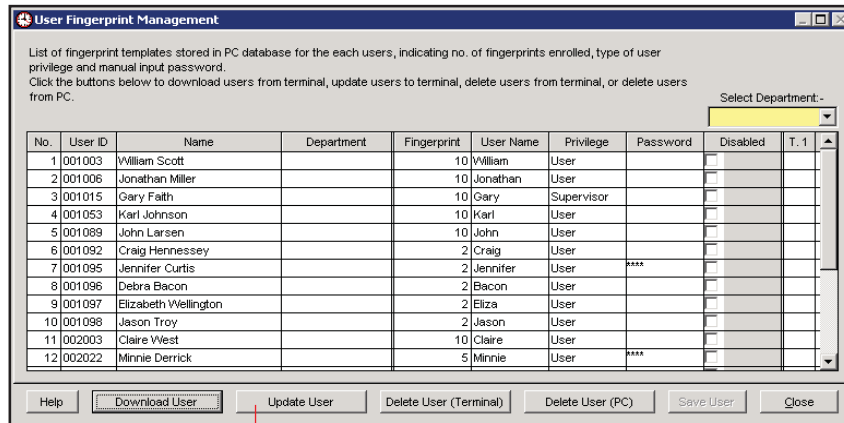 User Fingerprint Management
List of fingerprint templates stored in PC database for the each users, indicating no. of fingerprints enrolled, type of user
privilege and manual input password.
Click the buttons below to download users from terminal, update users to terminal, delete users from terminal, or delete users
from PC.
Select Department:-
No. User ID Name Department Fingerprint User Name Privilege Password Disabled T. 1
1 001003 William Scott 10 William User
2 001006 Jonathan Miller 10 Jonathan User
3 001015 Gary Faith 10 Gary Supervisor
4 001053 Karl Johnson 10 Karl User
5 001089 John Larsen 10 John User
6 001092 Craig Hennessey 2 Craig User
7 001095 Jennifer Curtis 2 Jennifer User ****
8 001096 Debra Bacon 2 Bacon User
9 001097 Elizabeth Wellington 2 Eliza User
10 001098 Jason Troy 2 Jason User
11 002003 Claire West 10 Claire User
12 002022 Minnie Derrick 5 Minnie User ****
Help Download User Update User Delete User (Terminal) Delete User (PC) Save User Close